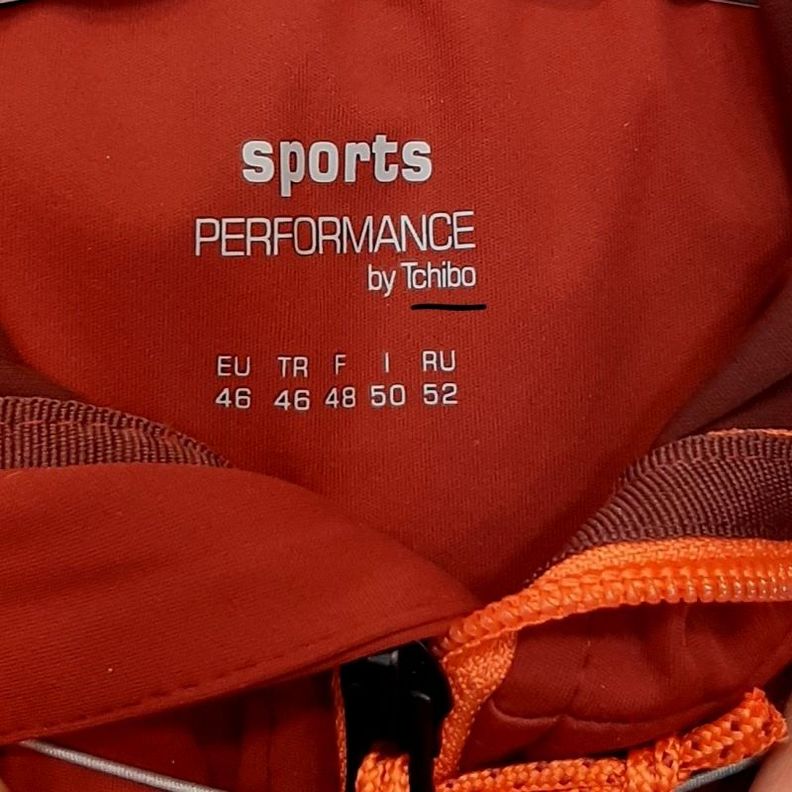 sports
PERFORMANCE
by Tchibo
EU TR F I RU
46 46 48 50 52